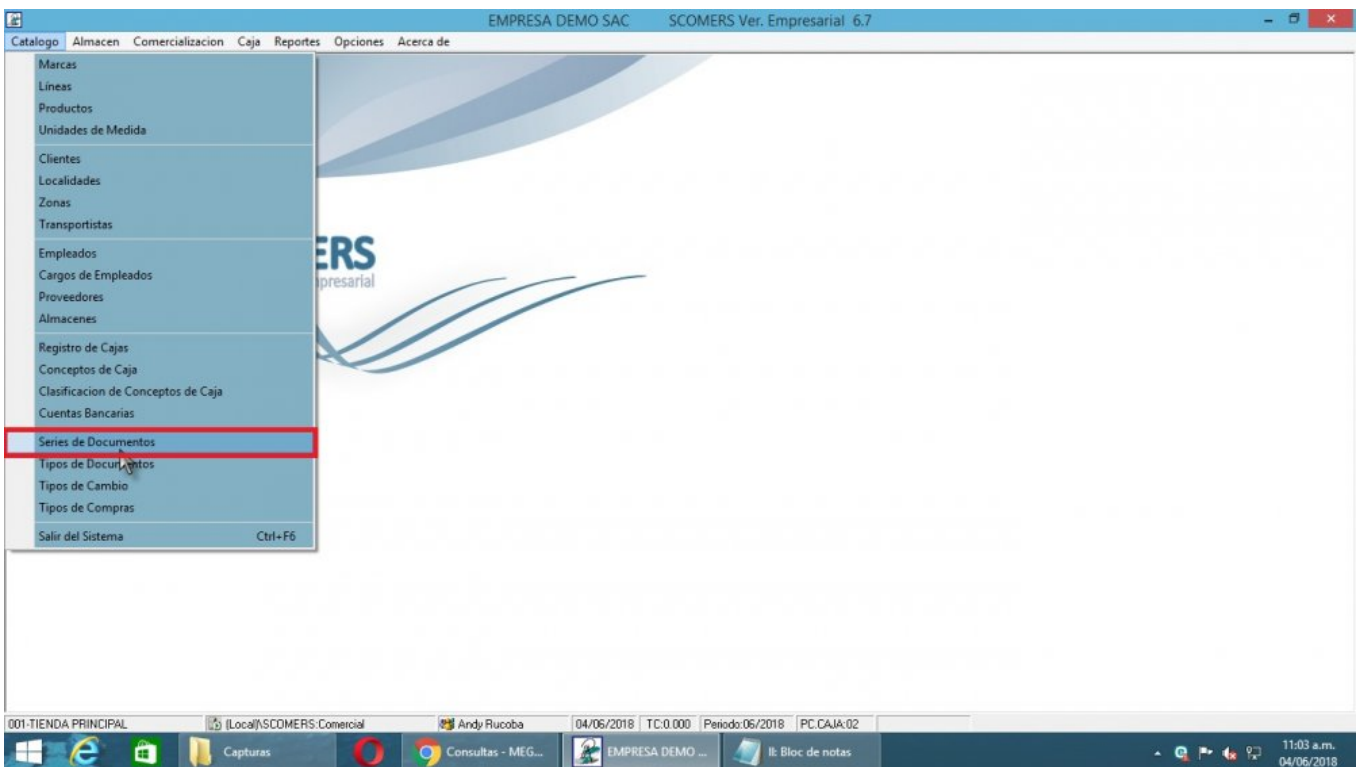 EMPRESA DEMO SAC SCOMERS Ver. Empresarial 6.7
Catalogo Almacen Comercializacion Caja Reportes Opciones Acerca de
Marcas
Líneas
Productos
Unidades de Medida
Clientes
Localidades
Zonas
Transportistas
Empleados
ERS
Cargos de Empleados
presarial
Proveedores
Almacenes
Registro de Cajas
Conceptos de Caja
Clasificacion de Conceptos de Caja
Cuentas Bancarias
Series de Documentos
Tipos de Documentos
Tipos de Cambio
Tipos de Compras
Salir del Sistema Ctrl+F6
001-TIENDA PRINCIPAL (Local)\SCOMERS:Comercial Andy Rucoba 04/06/2018 TC:0.000 Periodo:06/2018 PC.CAJA:02
Capturas Consultas - MEG... EMPRESA DEMO ... II: Bloc de notas 11:03 a.m.
04/06/2018